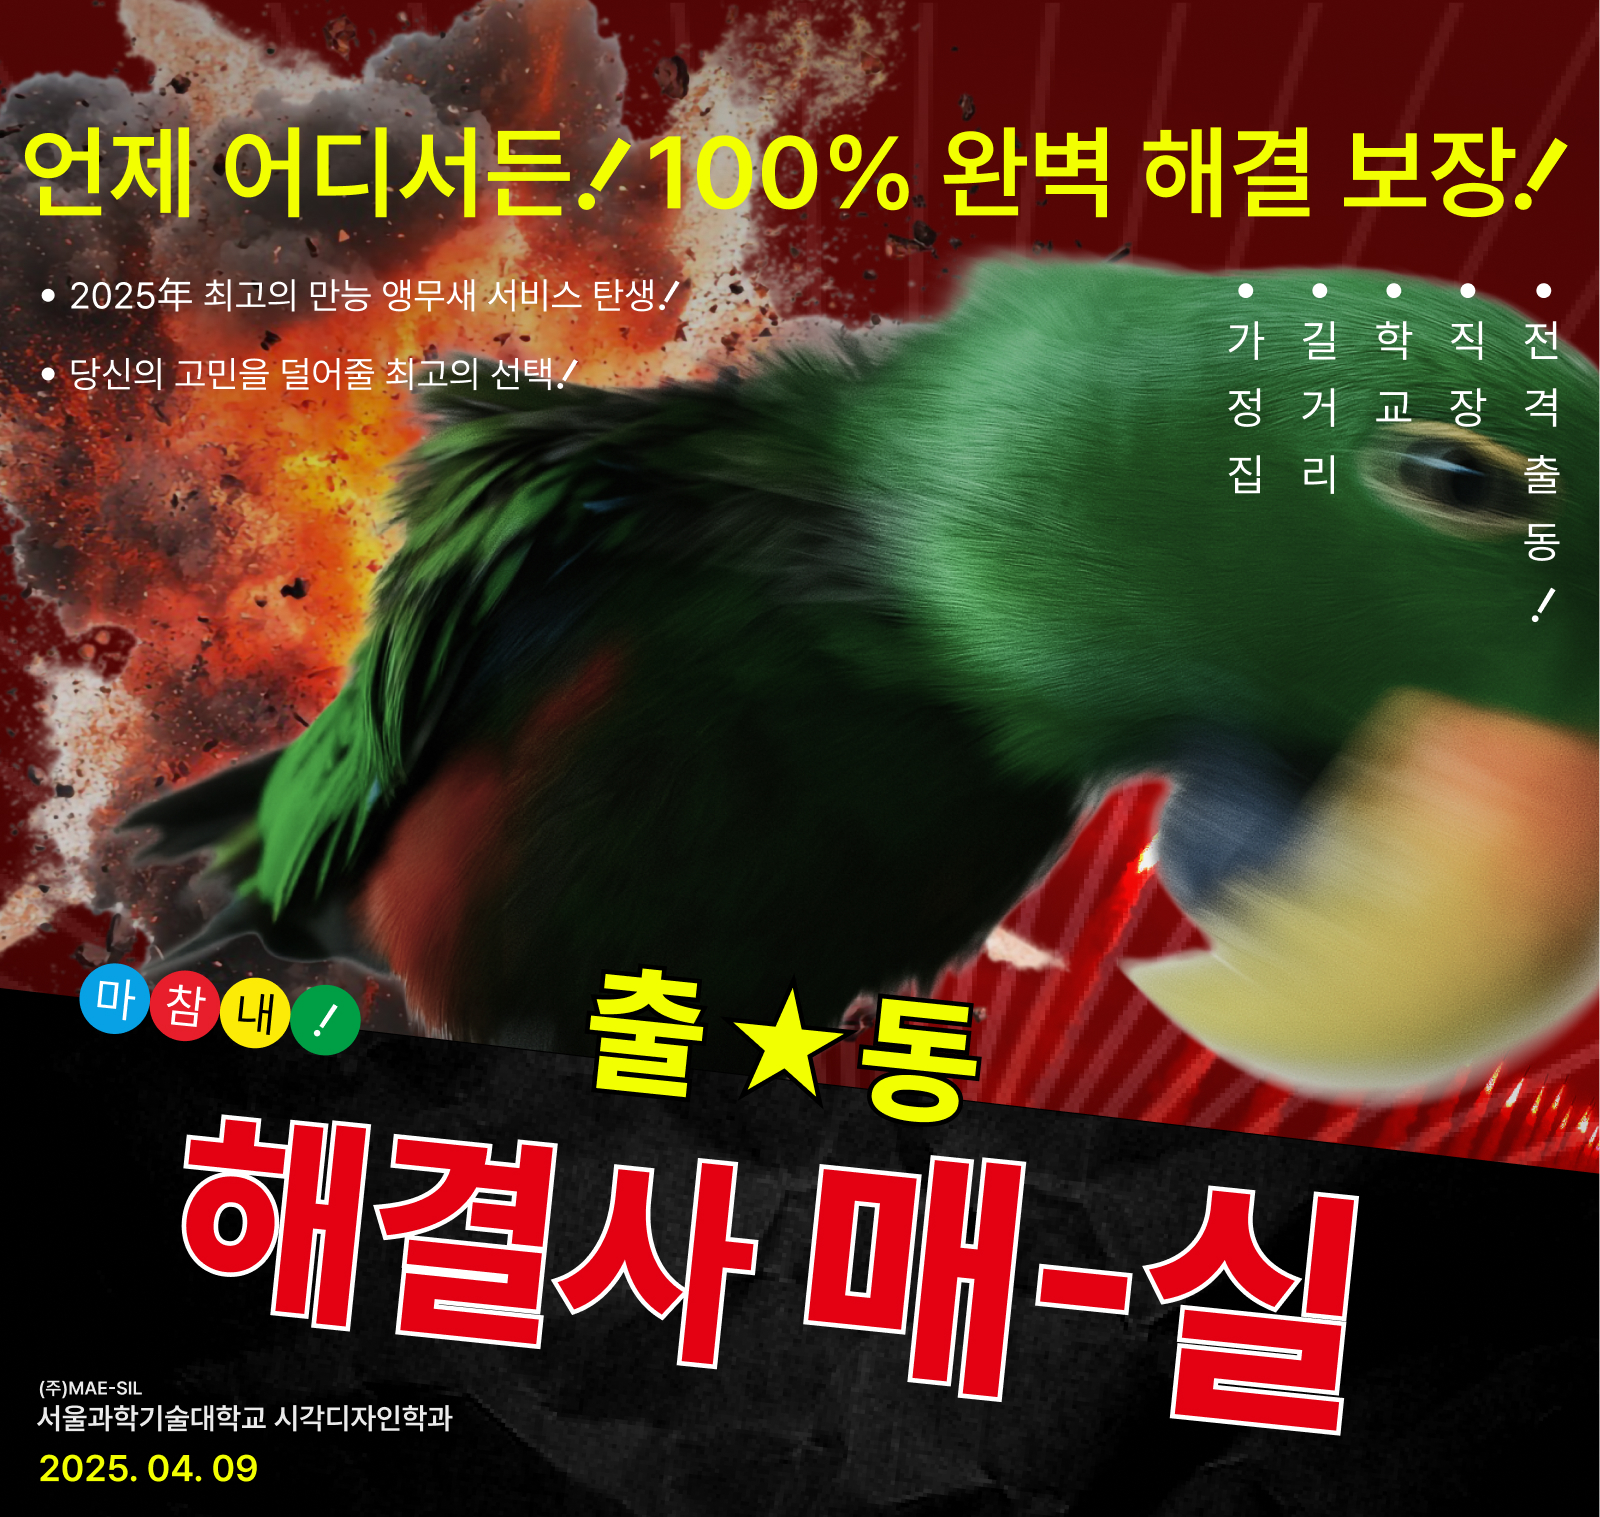 언제 어디서든! 100% 완벽 해결 보장!
• 2025年 최고의 만능 앵무새 서비스 탄생!
• 당신의 고민을 덜어줄 최고의 선택!
• 가정집
• 길거리
• 학교
• 직장
• 전격출동!
마참내!
출★동
해결사 매-실
(주)MAE-SIL
서울과학기술대학교 시각디자인학과
2025. 04. 09